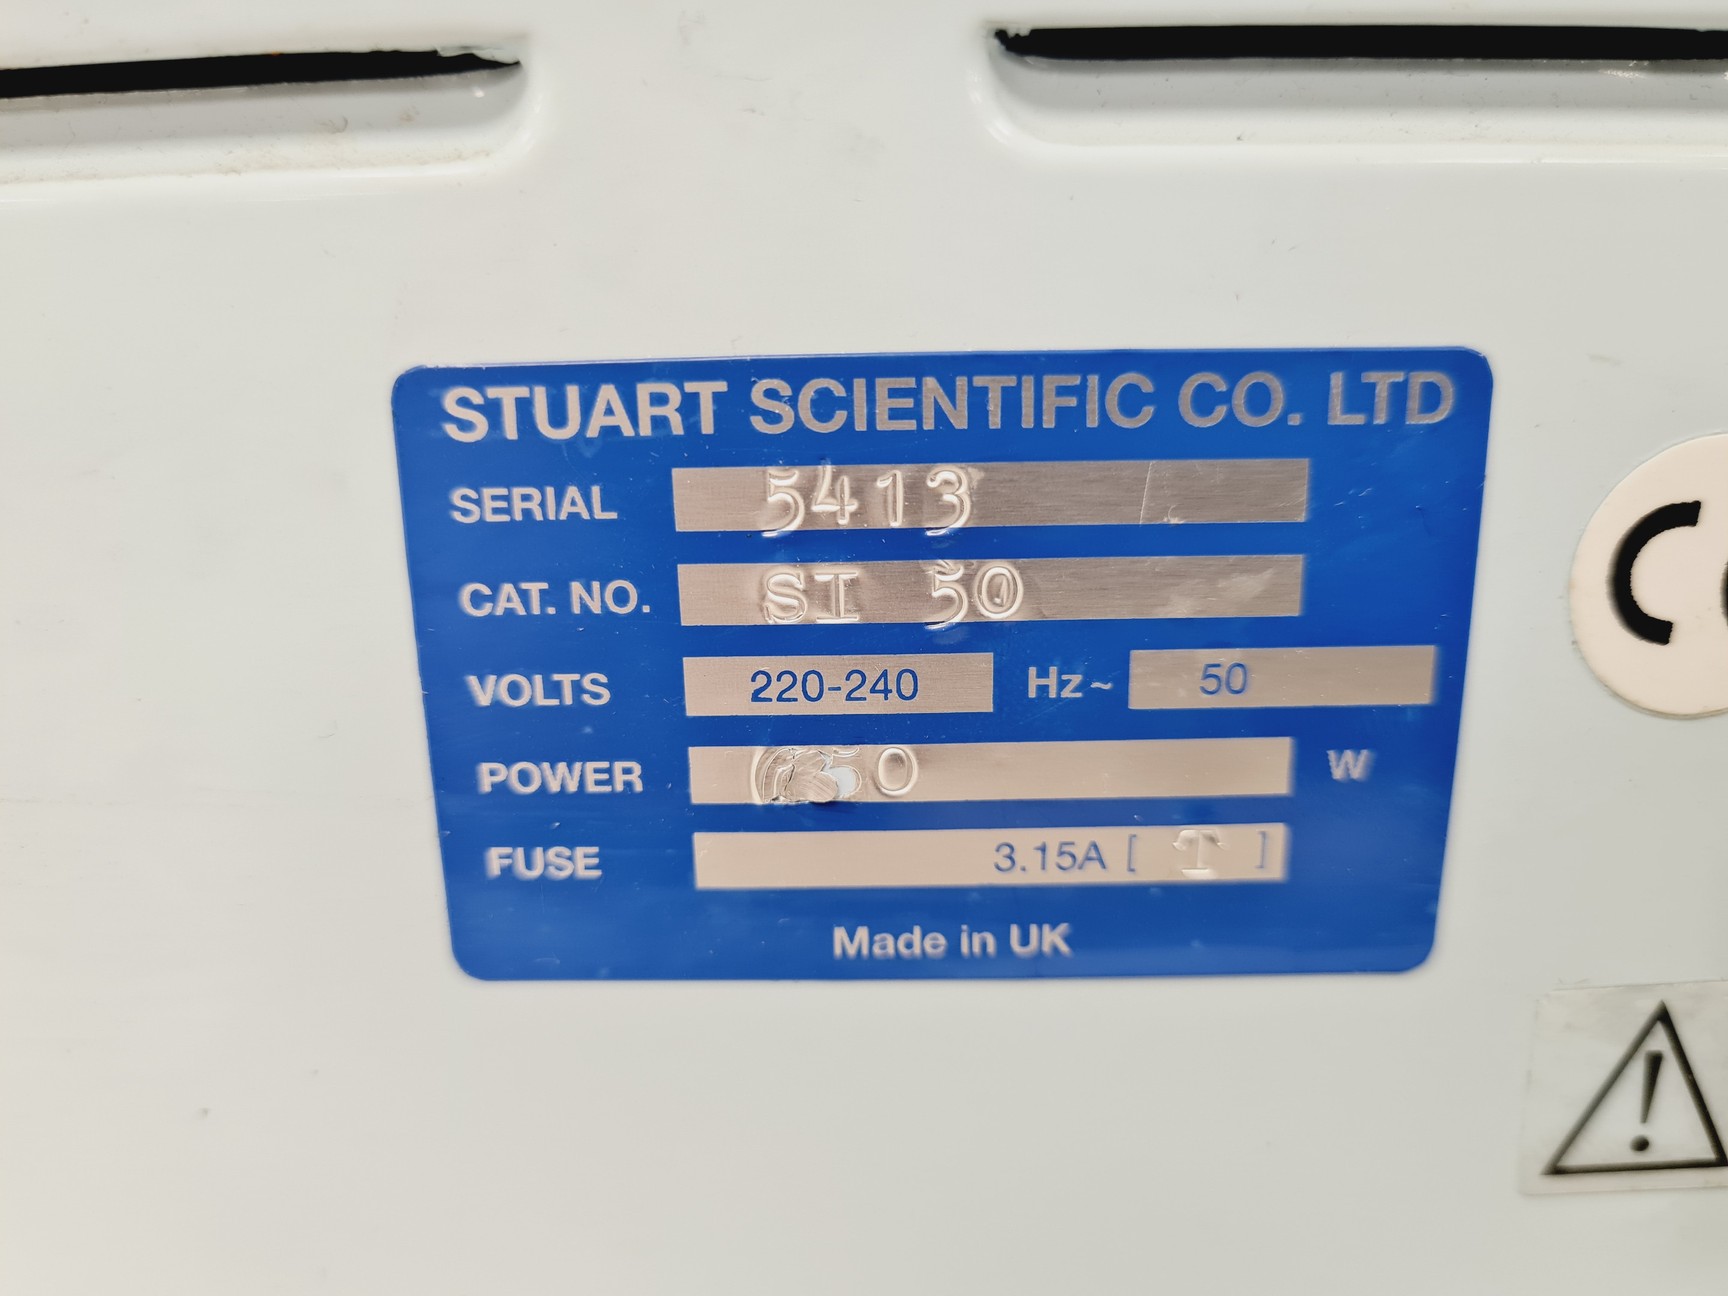 STUART SCIENTIFIC CO. LTD
SERIAL 5413
CAT. NO. SI 50
VOLTS 220-240 Hz~ 50
POWER W
FUSE 3.15A [ T ]
Made in UK